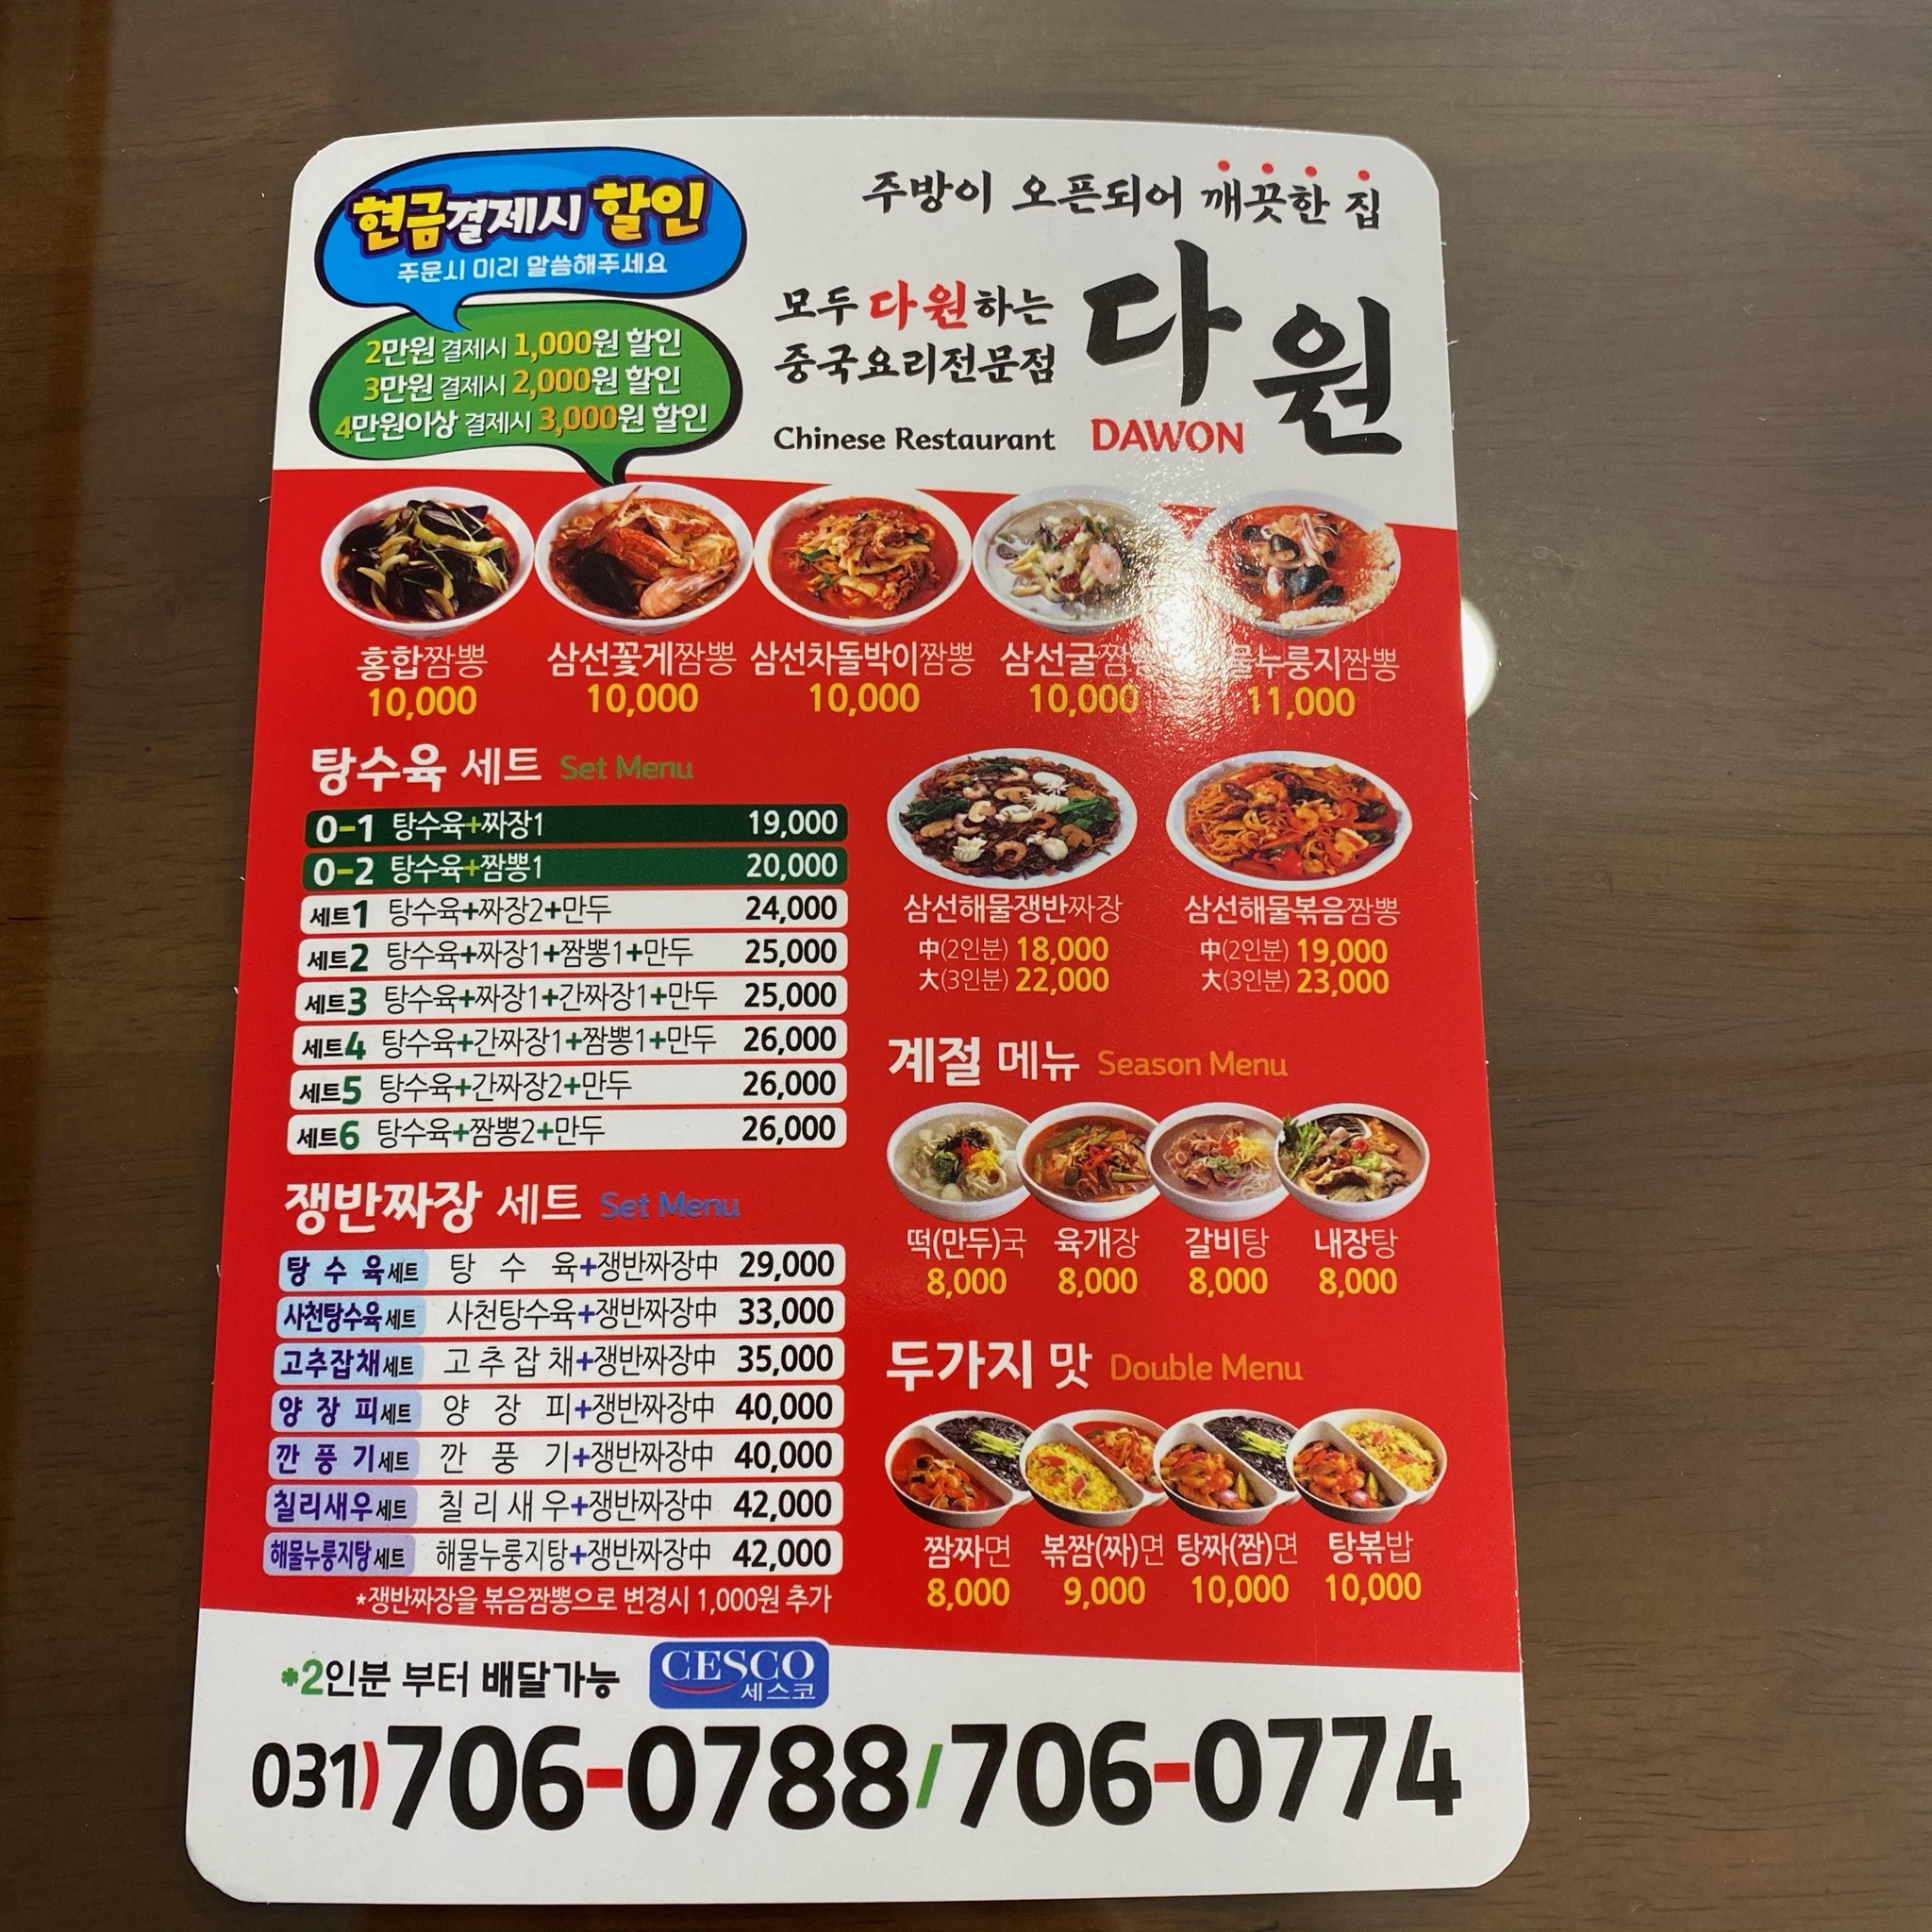 현금결제시 할인
주문시 미리 말씀해주세요
2만원 결제시 1,000원 할인
3만원 결제시 2,000원 할인
4만원이상 결제시 3,000원 할인
주방이 오픈되어 깨끗한 집
모두 다원하는
중국요리전문점
Chinese Restaurant
다원
DAWON
홍합짬뽕
10,000
삼선꽃게짬뽕
10,000
삼선차돌박이짬뽕
10,000
삼선굴짬
10,000
누룽지짬뽕
11,000
탕수육 세트 Set Menu
0-1 탕수육+짜장1 19,000
0-2 탕수육+짬뽕1 20,000
세트1 탕수육+짜장2+만두 24,000
세트2 탕수육+짜장1+짬뽕1+만두 25,000
세트3 탕수육+짜장1+간짜장1+만두 25,000
세트4 탕수육+간짜장1+짬뽕1+만두 26,000
세트5 탕수육+간짜장2+만두 26,000
세트6 탕수육+짬뽕2+만두 26,000
쟁반짜장 세트 Set Menu
탕수육세트 탕수육+쟁반짜장中 29,000
사천탕수육세트 사천탕수육+쟁반짜장中 33,000
고추잡채세트 고추잡채+쟁반짜장中 35,000
양장피세트 양장피+쟁반짜장中 40,000
깐풍기세트 깐풍기+쟁반짜장中 40,000
칠리새우세트 칠리새우+쟁반짜장中 42,000
해물누룽지탕세트 해물누룽지탕+쟁반짜장中 42,000
*쟁반짜장을 볶음짬뽕으로 변경시 1,000원 추가
삼선해물쟁반짜장
中(2인분) 18,000
大(3인분) 22,000
삼선해물볶음짬뽕
中(2인분) 19,000
大(3인분) 23,000
계절 메뉴 Season Menu
떡(만두)국
8,000
육개장
8,000
갈비탕
8,000
내장탕
8,000
두가지 맛 Double Menu
짬짜면
8,000
볶짬(짜)면
9,000
탕짜(짬)면
10,000
탕볶밥
10,000
*2인분 부터 배달가능
CESCO
세스코
031)706-0788/706-0774